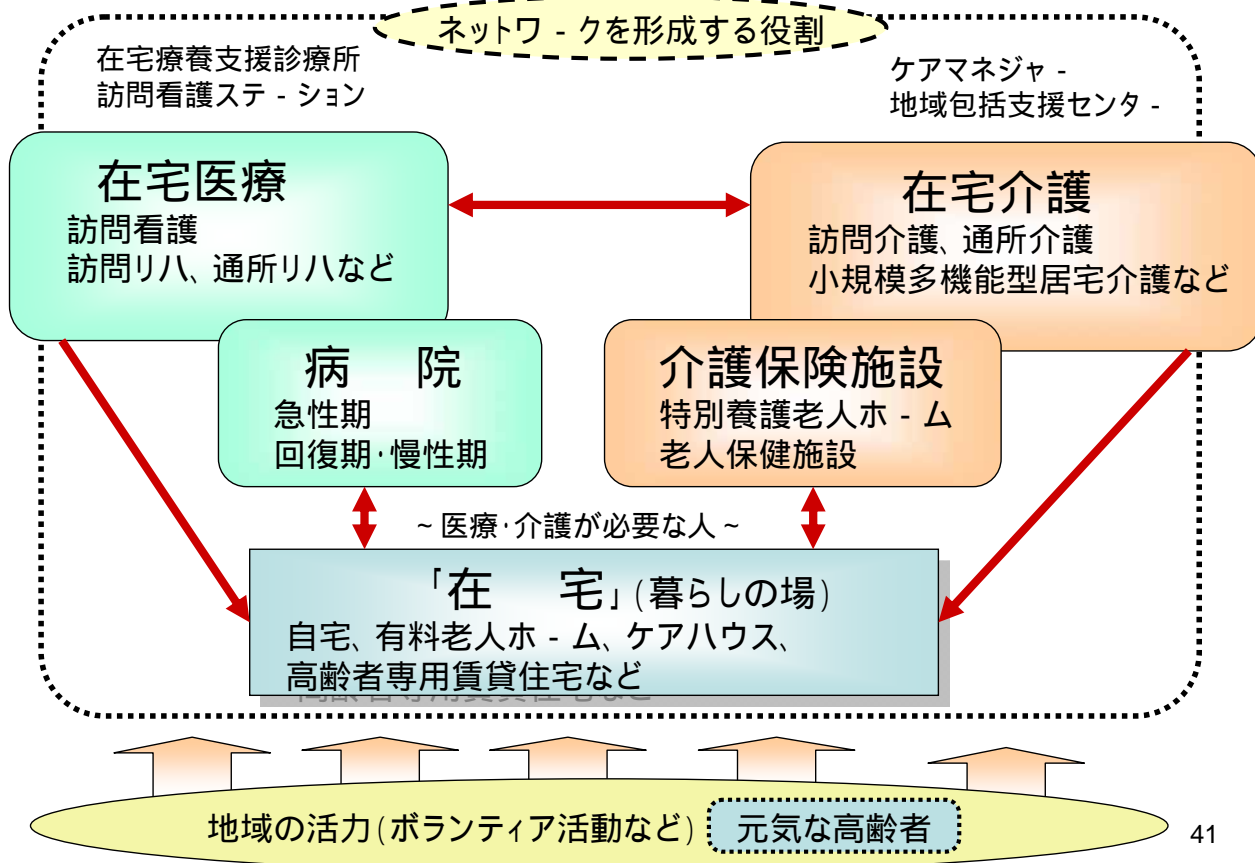 ネットワ - クを形成する役割
在宅療養支援診療所
訪問看護ステ - ション
ケアマネジャ -
地域包括支援センタ -
在宅医療
訪問看護
訪問リハ、通所リハなど
在宅介護
訪問介護、通所介護
小規模多機能型居宅介護など
病　院
急性期
回復期・慢性期
介護保険施設
特別養護老人ホ - ム
老人保健施設
~ 医療・介護が必要な人 ~
「在　宅」(暮らしの場)
自宅、有料老人ホ - ム、ケアハウス、
高齢者専用賃貸住宅など
地域の活力(ボランティア活動など) 元気な高齢者
41